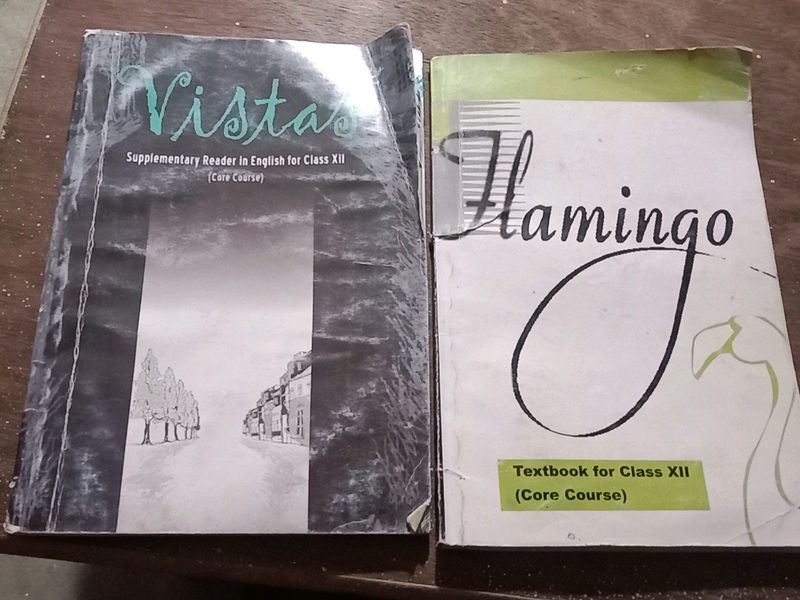 Vistas
Supplementary Reader in English for Class XII
(Core Course)
Flamingo
Textbook for Class XII
(Core Course)